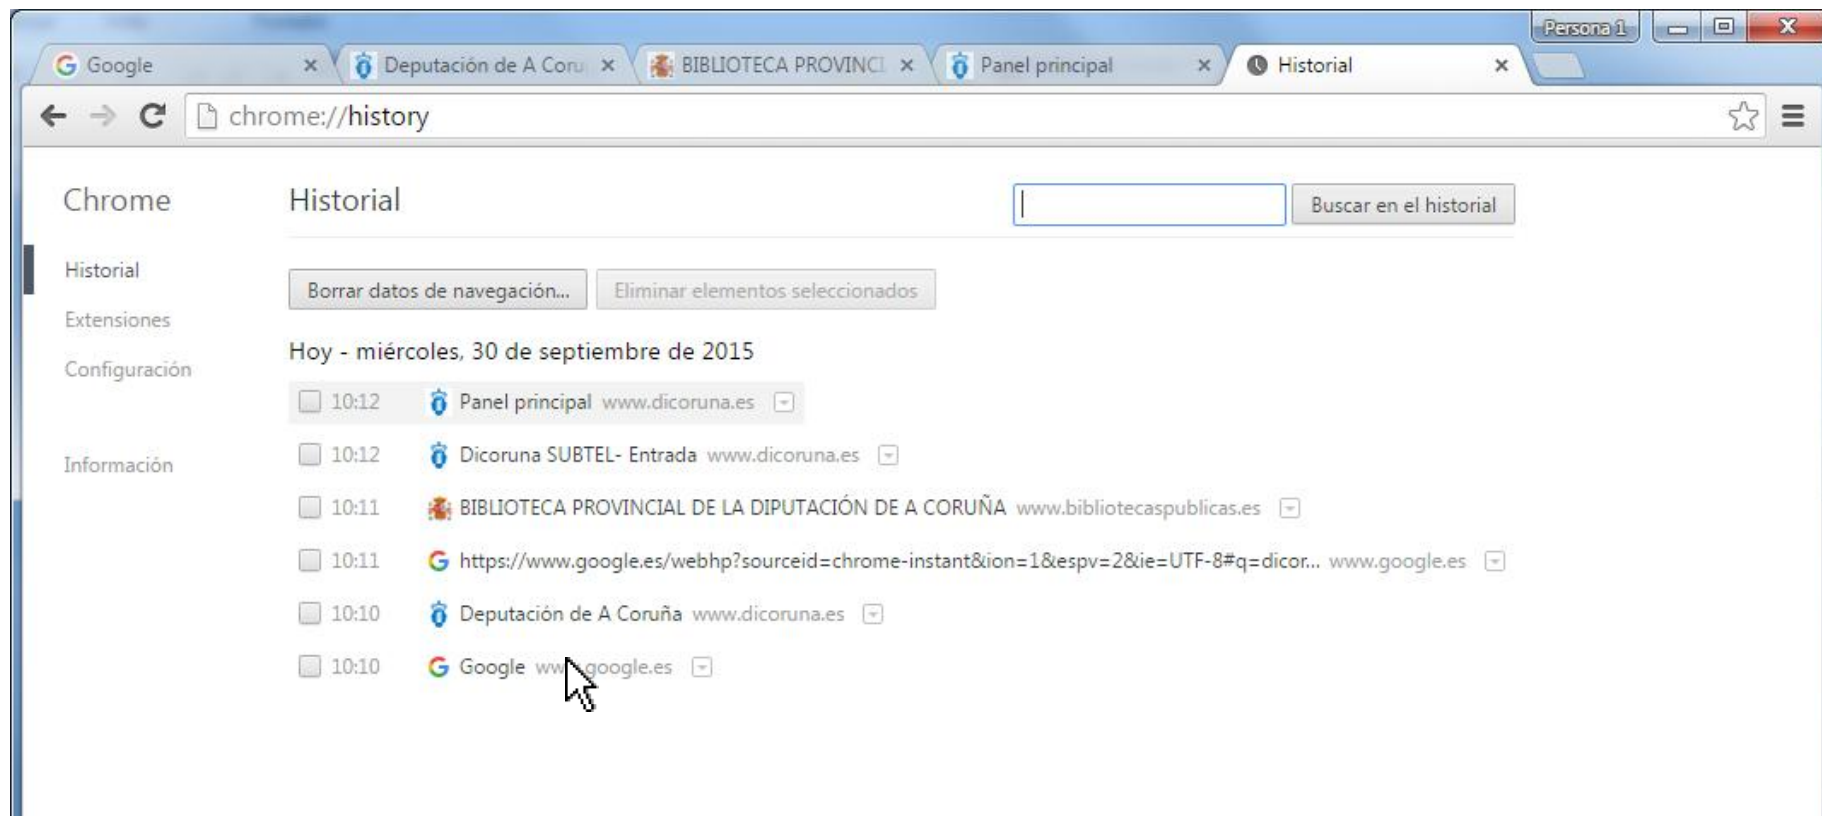 Persona 1
Google
Deputación de A Coru
BIBLIOTECA PROVINCI
Panel principal
Historial
chrome://history
Chrome
Historial
Buscar en el historial
Historial
Extensiones
Configuración
Información
Borrar datos de navegación...
Eliminar elementos seleccionados
Hoy - miércoles, 30 de septiembre de 2015
10:12 Panel principal www.dicoruna.es
10:12 Dicoruna SUBTEL- Entrada www.dicoruna.es
10:11 BIBLIOTECA PROVINCIAL DE LA DIPUTACIÓN DE A CORUÑA www.bibliotecaspublicas.es
10:11 https://www.google.es/webhp?sourceid=chrome-instant&ion=1&espv=2&ie=UTF-8#q=dicor... www.google.es
10:10 Deputación de A Coruña www.dicoruna.es
10:10 Google www.google.es